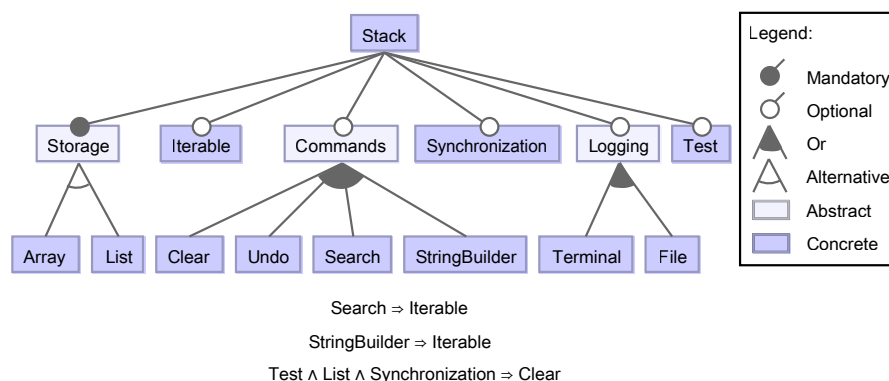 Stack
Legend:
Mandatory
Optional
Or
Alternative
Abstract
Concrete
Storage Iterable Commands Synchronization Logging Test
Array List Clear Undo Search StringBuilder Terminal File
Search ⇒ Iterable
StringBuilder ⇒ Iterable
Test ∧ List ∧ Synchronization ⇒ Clear